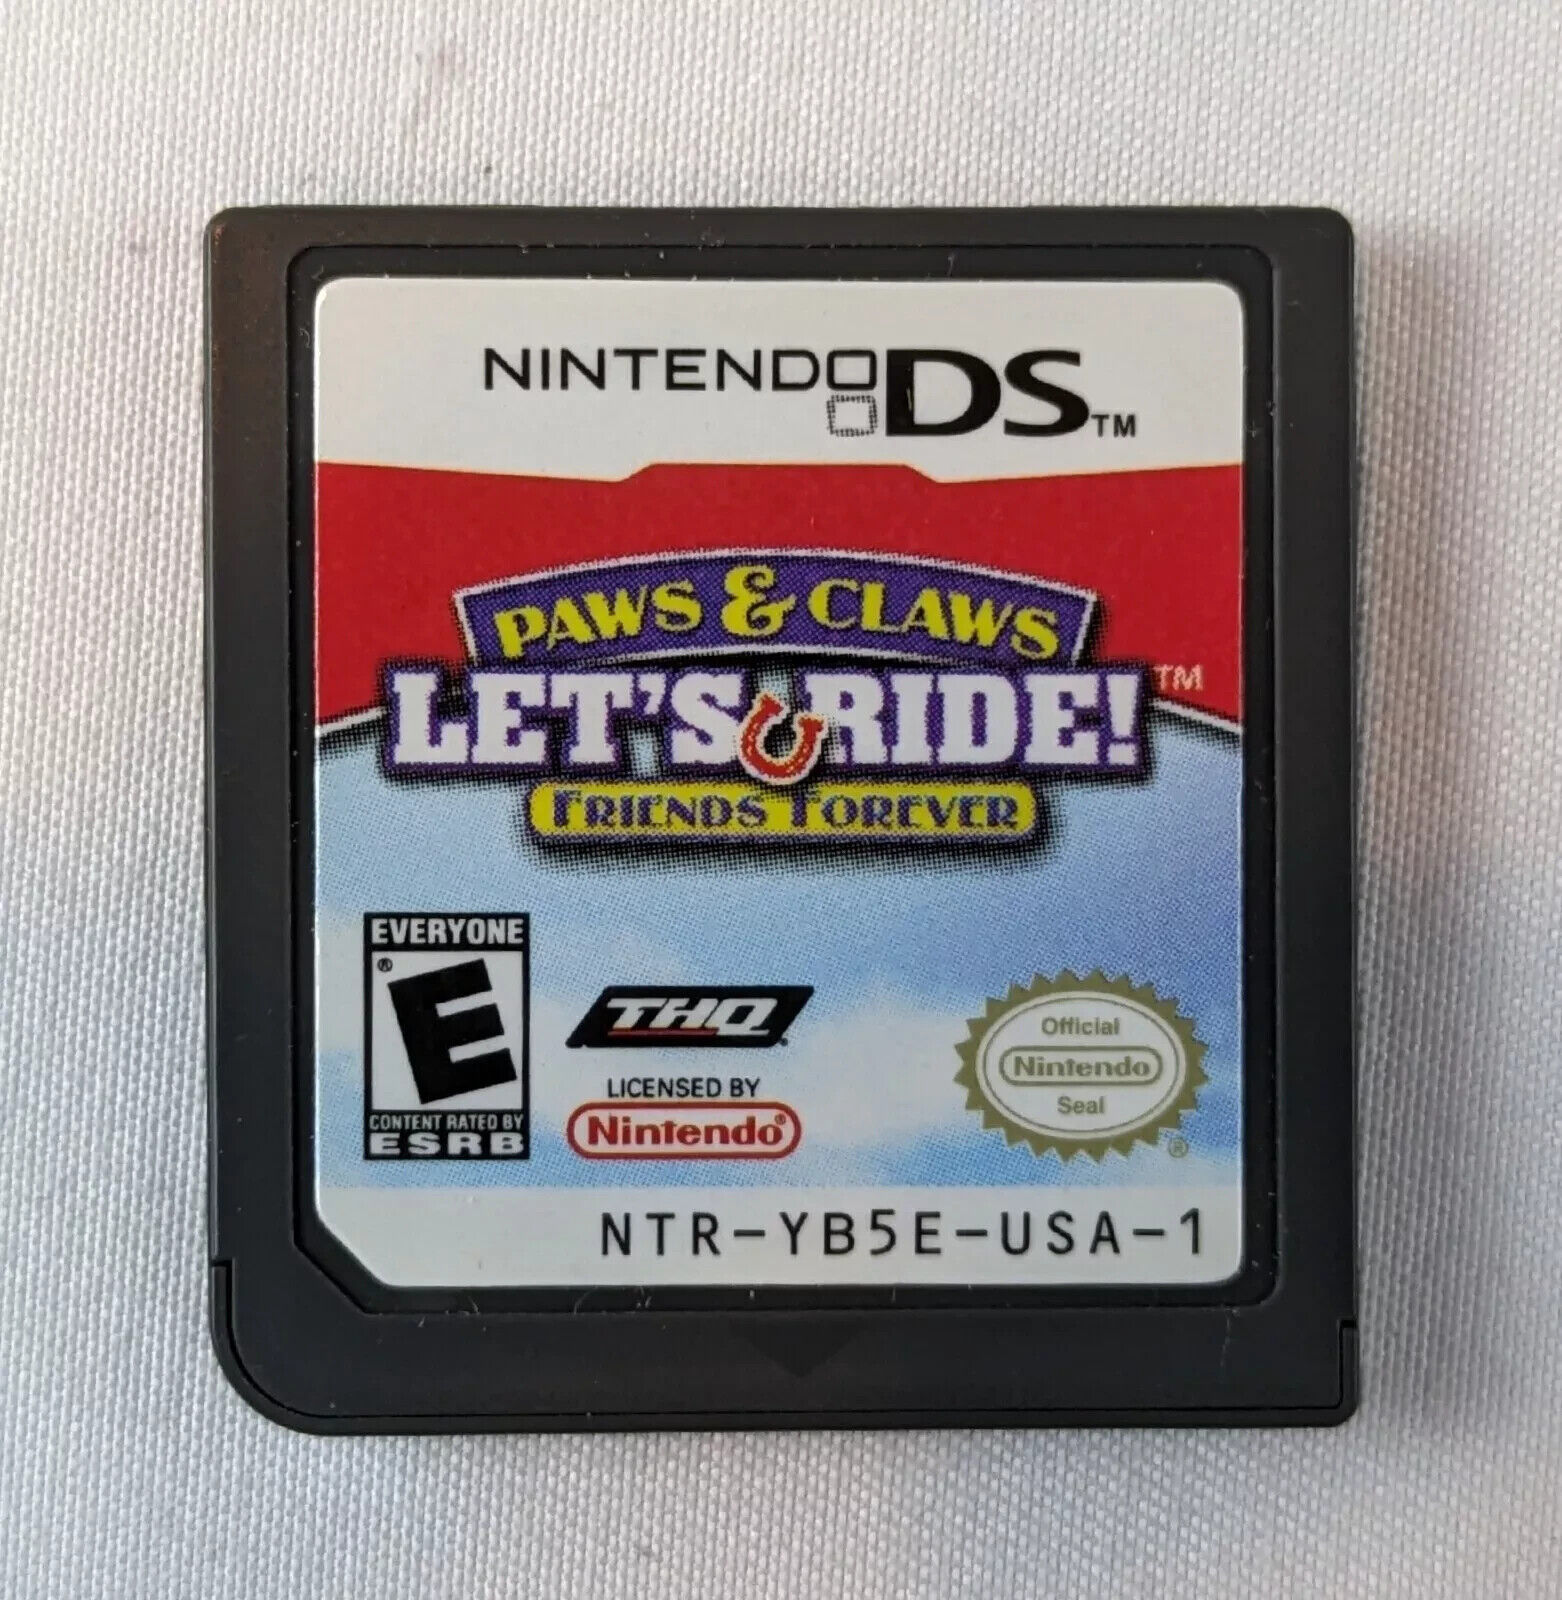 NINTENDO DS TM
PAWS & CLAWS
LET'S RIDE! TM
FRIENDS FOREVER
EVERYONE
® E
CONTENT RATED BY
ESRB
THQ
LICENSED BY
Nintendo®
Official
Nintendo
Seal
®
NTR-YB5E-USA-1